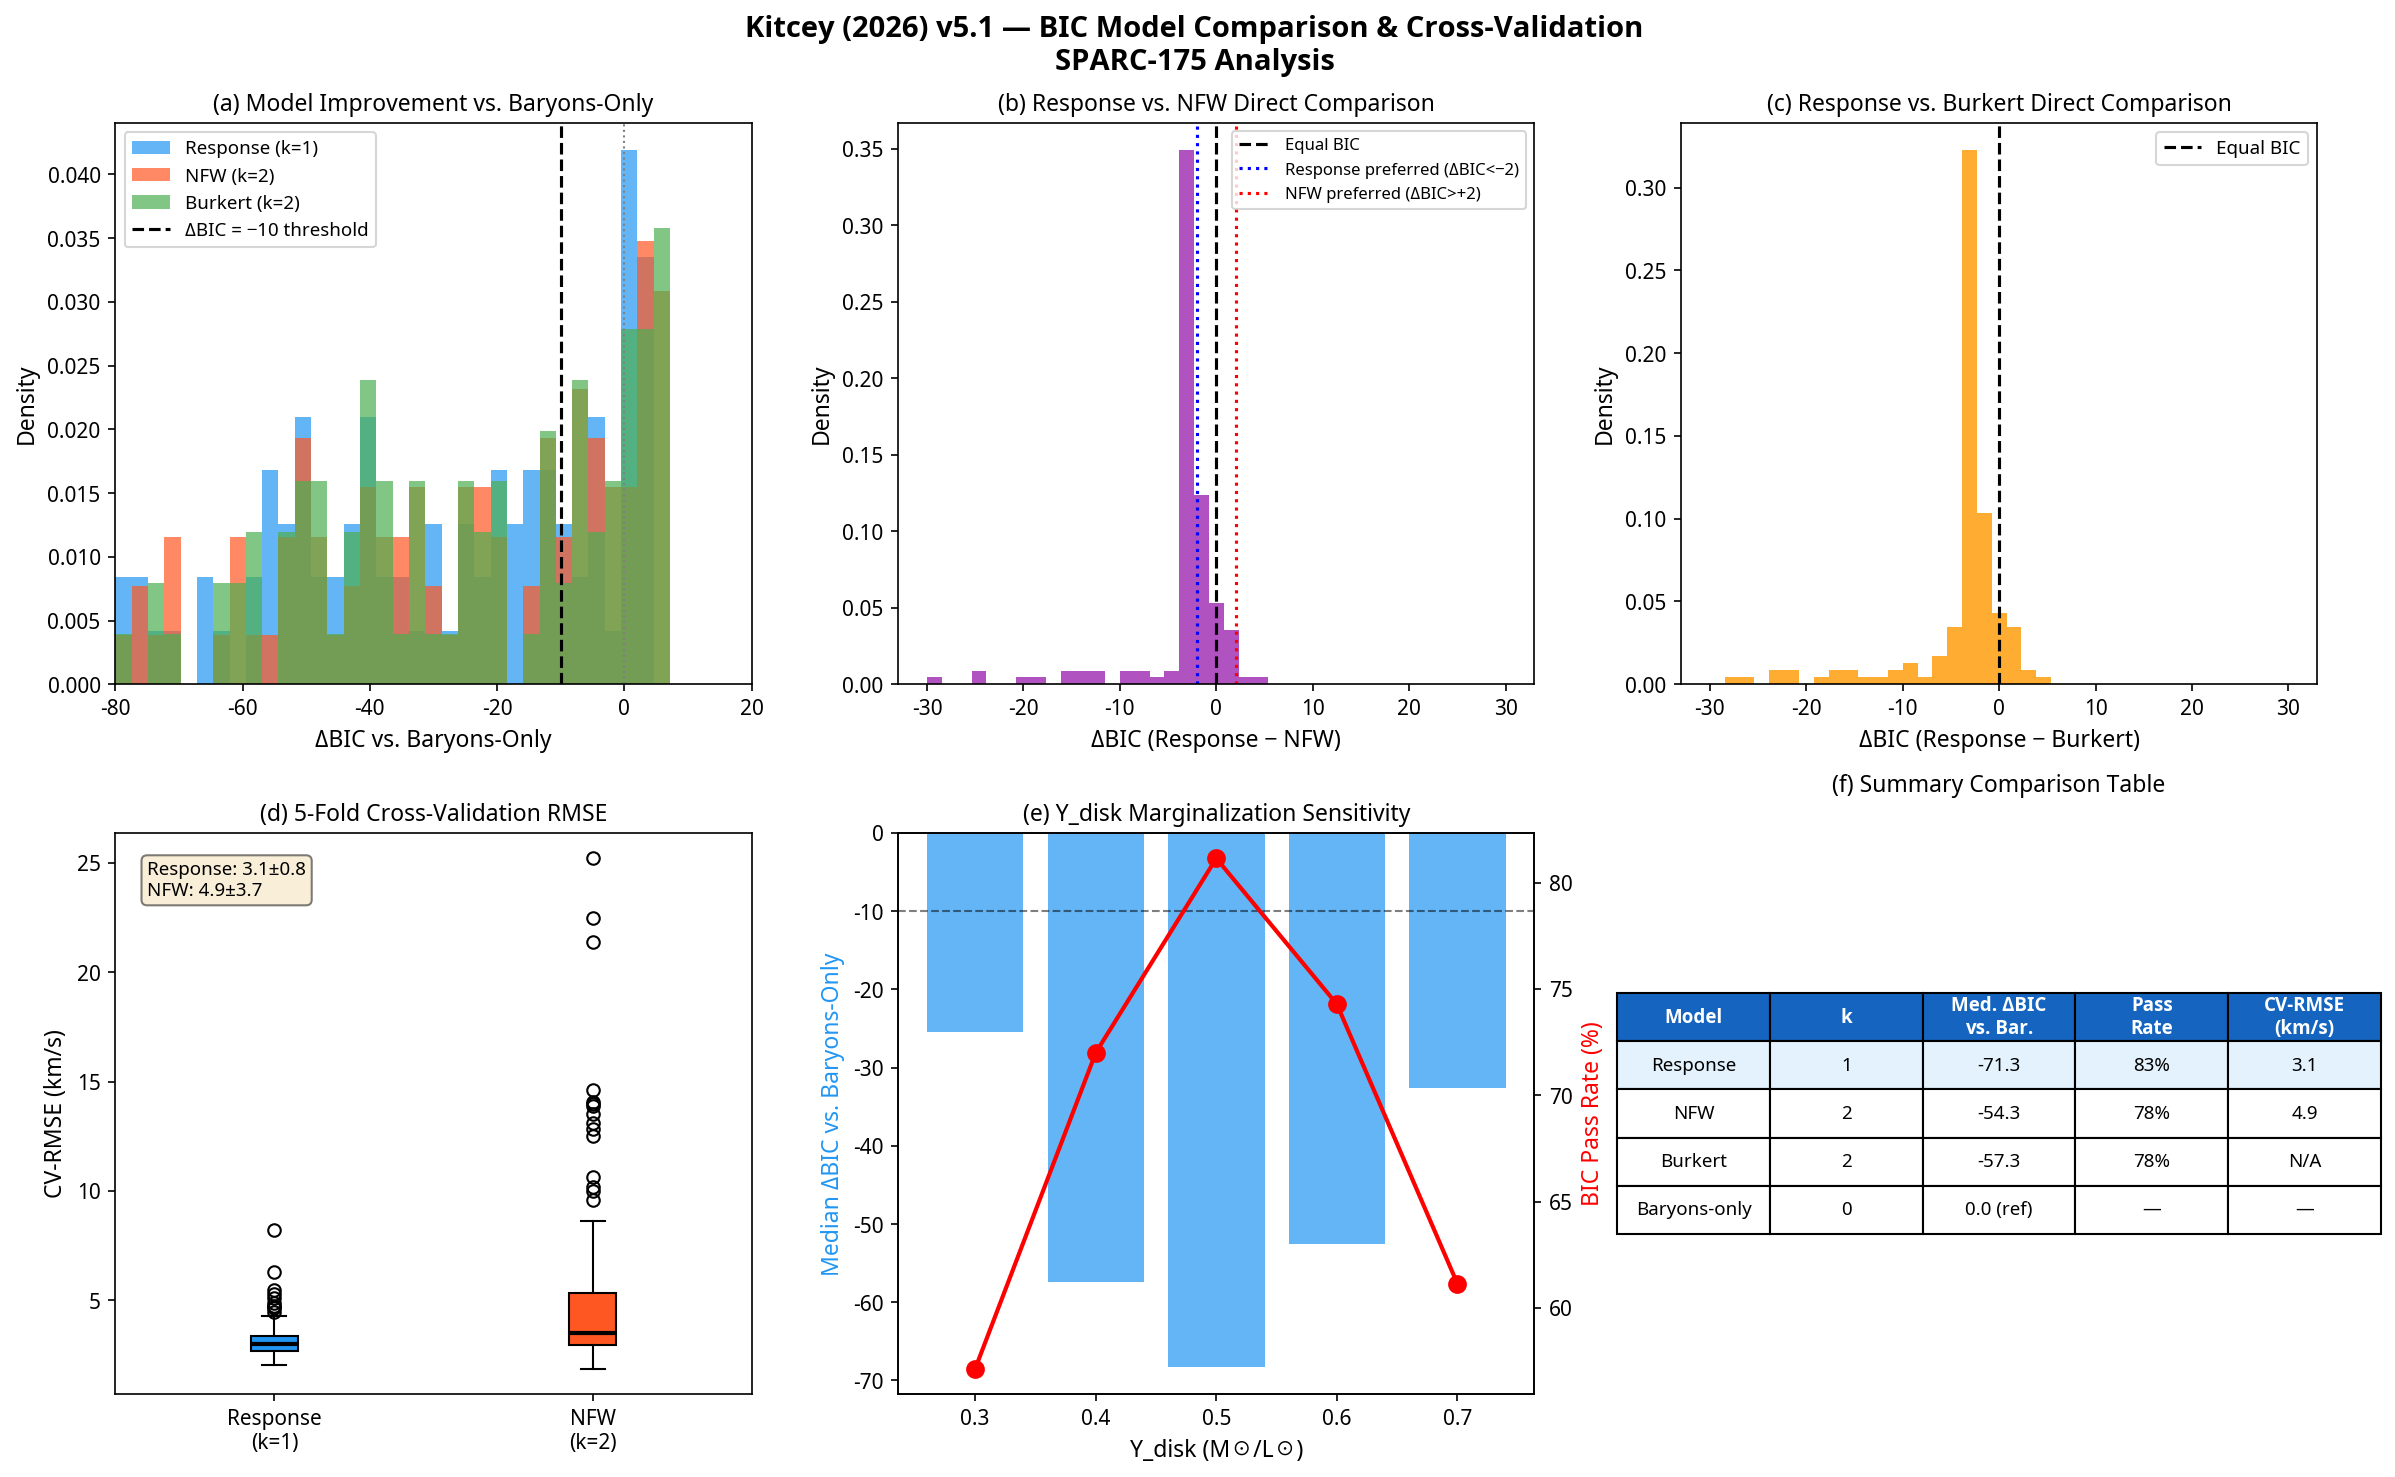 Kitcey (2026) v5.1 — BIC Model Comparison & Cross-Validation
SPARC-175 Analysis
(a) Model Improvement vs. Baryons-Only
Response (k=1)
NFW (k=2)
Burkert (k=2)
ΔBIC = −10 threshold
Density
0.040
0.035
0.030
0.025
0.020
0.015
0.010
0.005
0.000
-80 -60 -40 -20 0 20
ΔBIC vs. Baryons-Only
(b) Response vs. NFW Direct Comparison
Equal BIC
Response preferred (ΔBIC<−2)
NFW preferred (ΔBIC>+2)
Density
0.35
0.30
0.25
0.20
0.15
0.10
0.05
0.00
-30 -20 -10 0 10 20 30
ΔBIC (Response − NFW)
(c) Response vs. Burkert Direct Comparison
Equal BIC
Density
0.30
0.25
0.20
0.15
0.10
0.05
0.00
-30 -20 -10 0 10 20 30
ΔBIC (Response − Burkert)
(d) 5-Fold Cross-Validation RMSE
Response: 3.1±0.8
NFW: 4.9±3.7
CV-RMSE (km/s)
25
20
15
10
5
Response
(k=1)
NFW
(k=2)
(e) Y_disk Marginalization Sensitivity
Median ΔBIC vs. Baryons-Only
0
-10
-20
-30
-40
-50
-60
-70
0.3 0.4 0.5 0.6 0.7
Y_disk (M☉/L☉)
80
75
70
65
60
BIC Pass Rate (%)
(f) Summary Comparison Table
Model k Med. ΔBIC vs. Bar. Pass Rate CV-RMSE (km/s)
Response 1 -71.3 83% 3.1
NFW 2 -54.3 78% 4.9
Burkert 2 -57.3 78% N/A
Baryons-only 0 0.0 (ref) — —